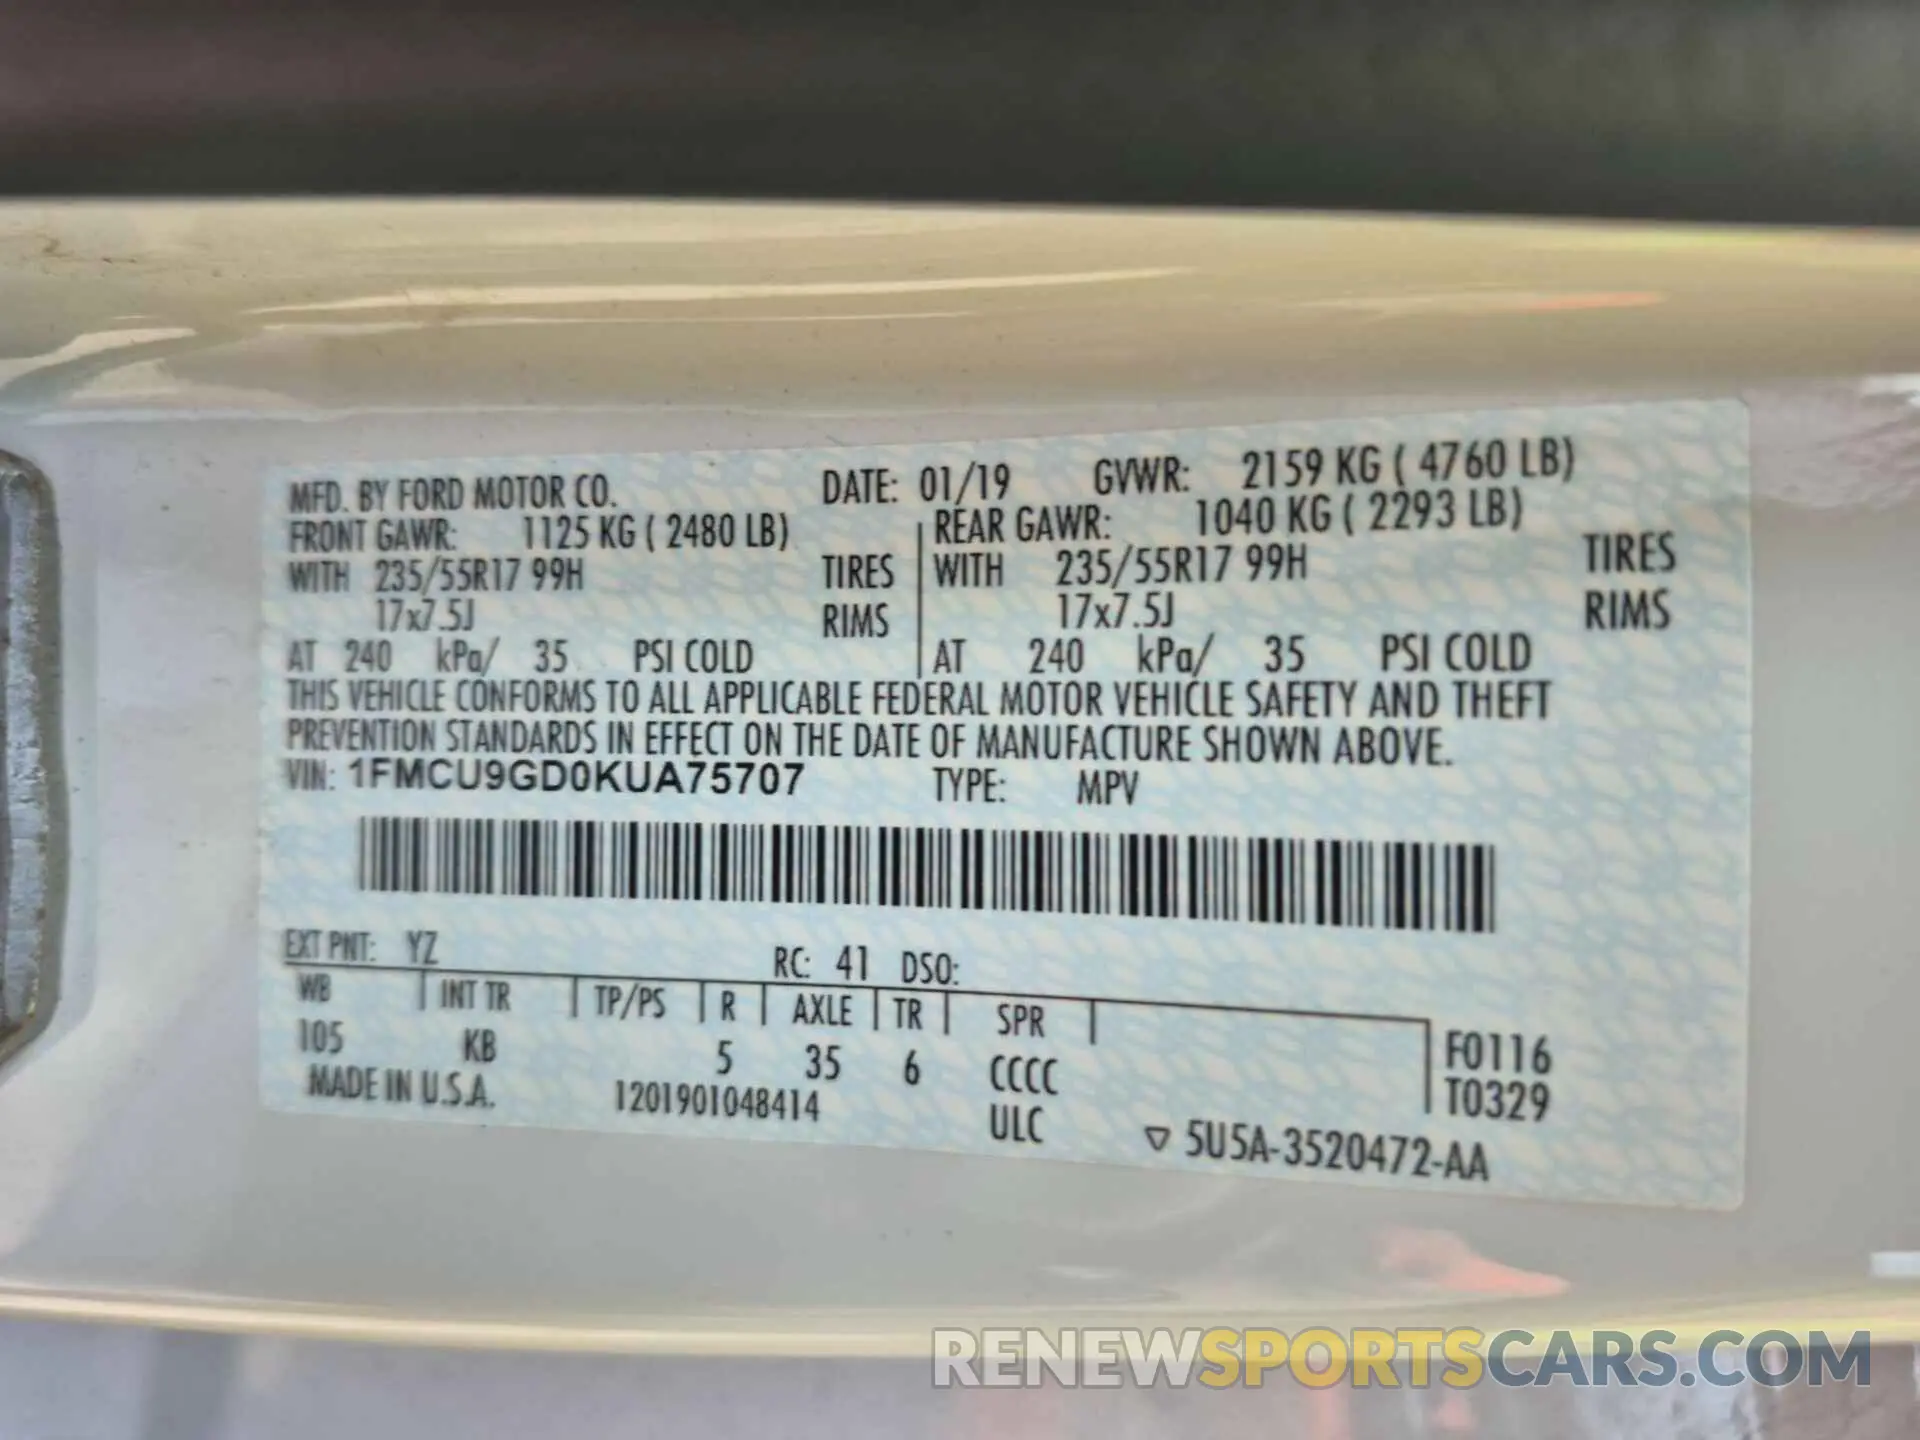 MFD. BY FORD MOTOR CO. DATE: 01/19 GVWR: 2159 KG ( 4760 LB)
FRONT GAWR: 1125 KG ( 2480 LB) REAR GAWR: 1040 KG ( 2293 LB)
WITH 235/55R17 99H TIRES WITH 235/55R17 99H TIRES
17x7.5J RIMS 17x7.5J RIMS
AT 240 kPa/ 35 PSI COLD AT 240 kPa/ 35 PSI COLD
THIS VEHICLE CONFORMS TO ALL APPLICABLE FEDERAL MOTOR VEHICLE SAFETY AND THEFT
PREVENTION STANDARDS IN EFFECT ON THE DATE OF MANUFACTURE SHOWN ABOVE.
VIN: 1FMCU9GD0KUA75707 TYPE: MPV
EXT PNT: YZ RC: 41 DSO:
WB INT TR TP/PS R AXLE TR SPR
105 KB 5 35 6 CCCC F0116
MADE IN U.S.A. 1201901048414 ULC T0329
5U5A-3520472-AA
RENEWSPORTSCARS.COM